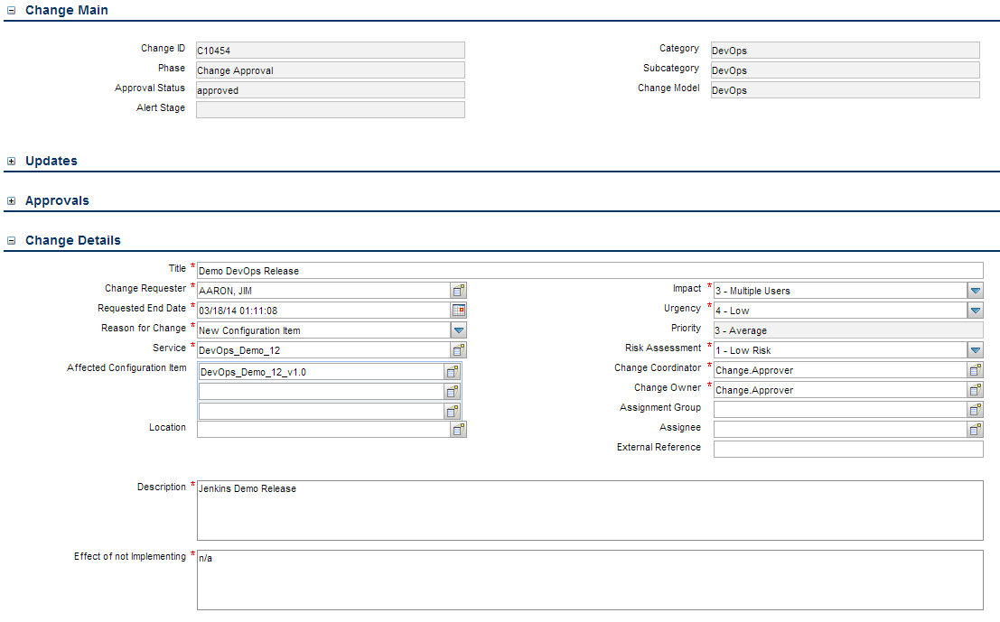 Change Main
Change ID C10454 Category DevOps
Phase Change Approval Subcategory DevOps
Approval Status approved Change Model DevOps
Alert Stage
Updates
Approvals
Change Details
Title * Demo DevOps Release
Change Requester * AARON, JIM Impact * 3 - Multiple Users
Requested End Date * 03/18/14 01:11:08 Urgency * 4 - Low
Reason for Change * New Configuration Item Priority 3 - Average
Service * DevOps_Demo_12 Risk Assessment * 1 - Low Risk
Affected Configuration Item DevOps_Demo_12_v1.0 Change Coordinator * Change.Approver
Change Owner * Change.Approver
Assignment Group
Location Assignee
External Reference
Description * Jenkins Demo Release
Effect of not Implementing * n/a